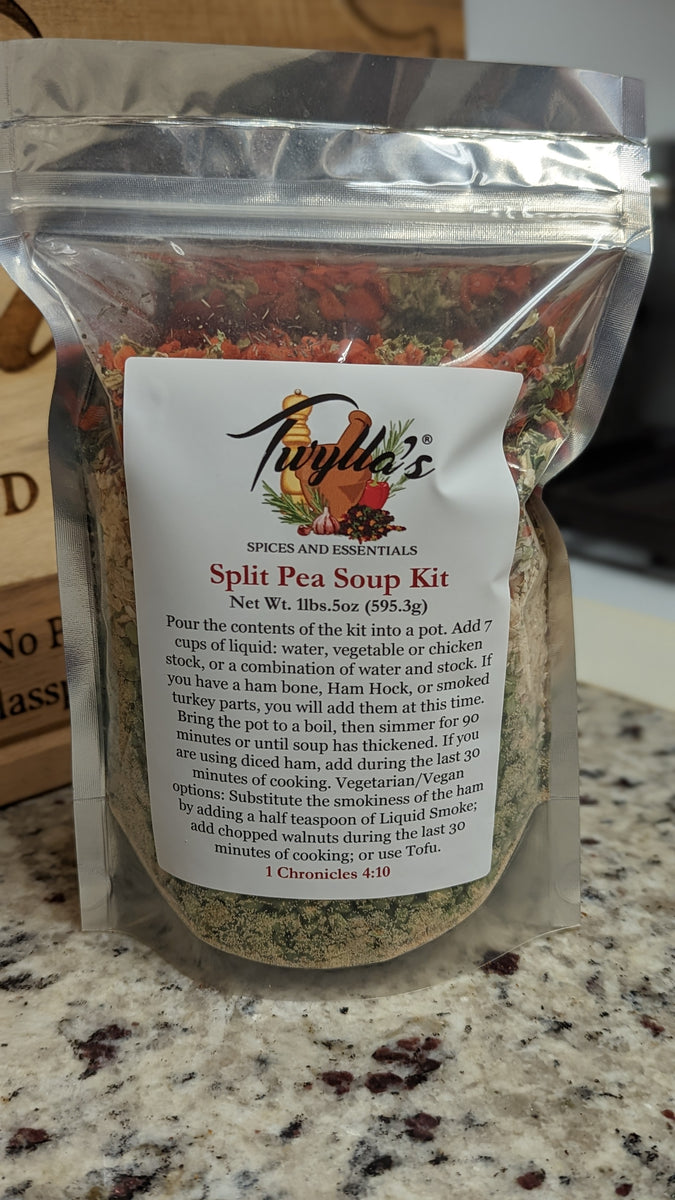 Twylla's®
SPICES AND ESSENTIALS
Split Pea Soup Kit
Net Wt. 1lbs.5oz (595.3g)
Pour the contents of the kit into a pot. Add 7
cups of liquid: water, vegetable or chicken
stock, or a combination of water and stock. If
you have a ham bone, Ham Hock, or smoked
turkey parts, you will add them at this time.
Bring the pot to a boil, then simmer for 90
minutes or until soup has thickened. If you
are using diced ham, add during the last 30
minutes of cooking. Vegetarian/Vegan
options: Substitute the smokiness of the ham
by adding a half teaspoon of Liquid Smoke;
add chopped walnuts during the last 30
minutes of cooking; or use Tofu.
1 Chronicles 4:10
No